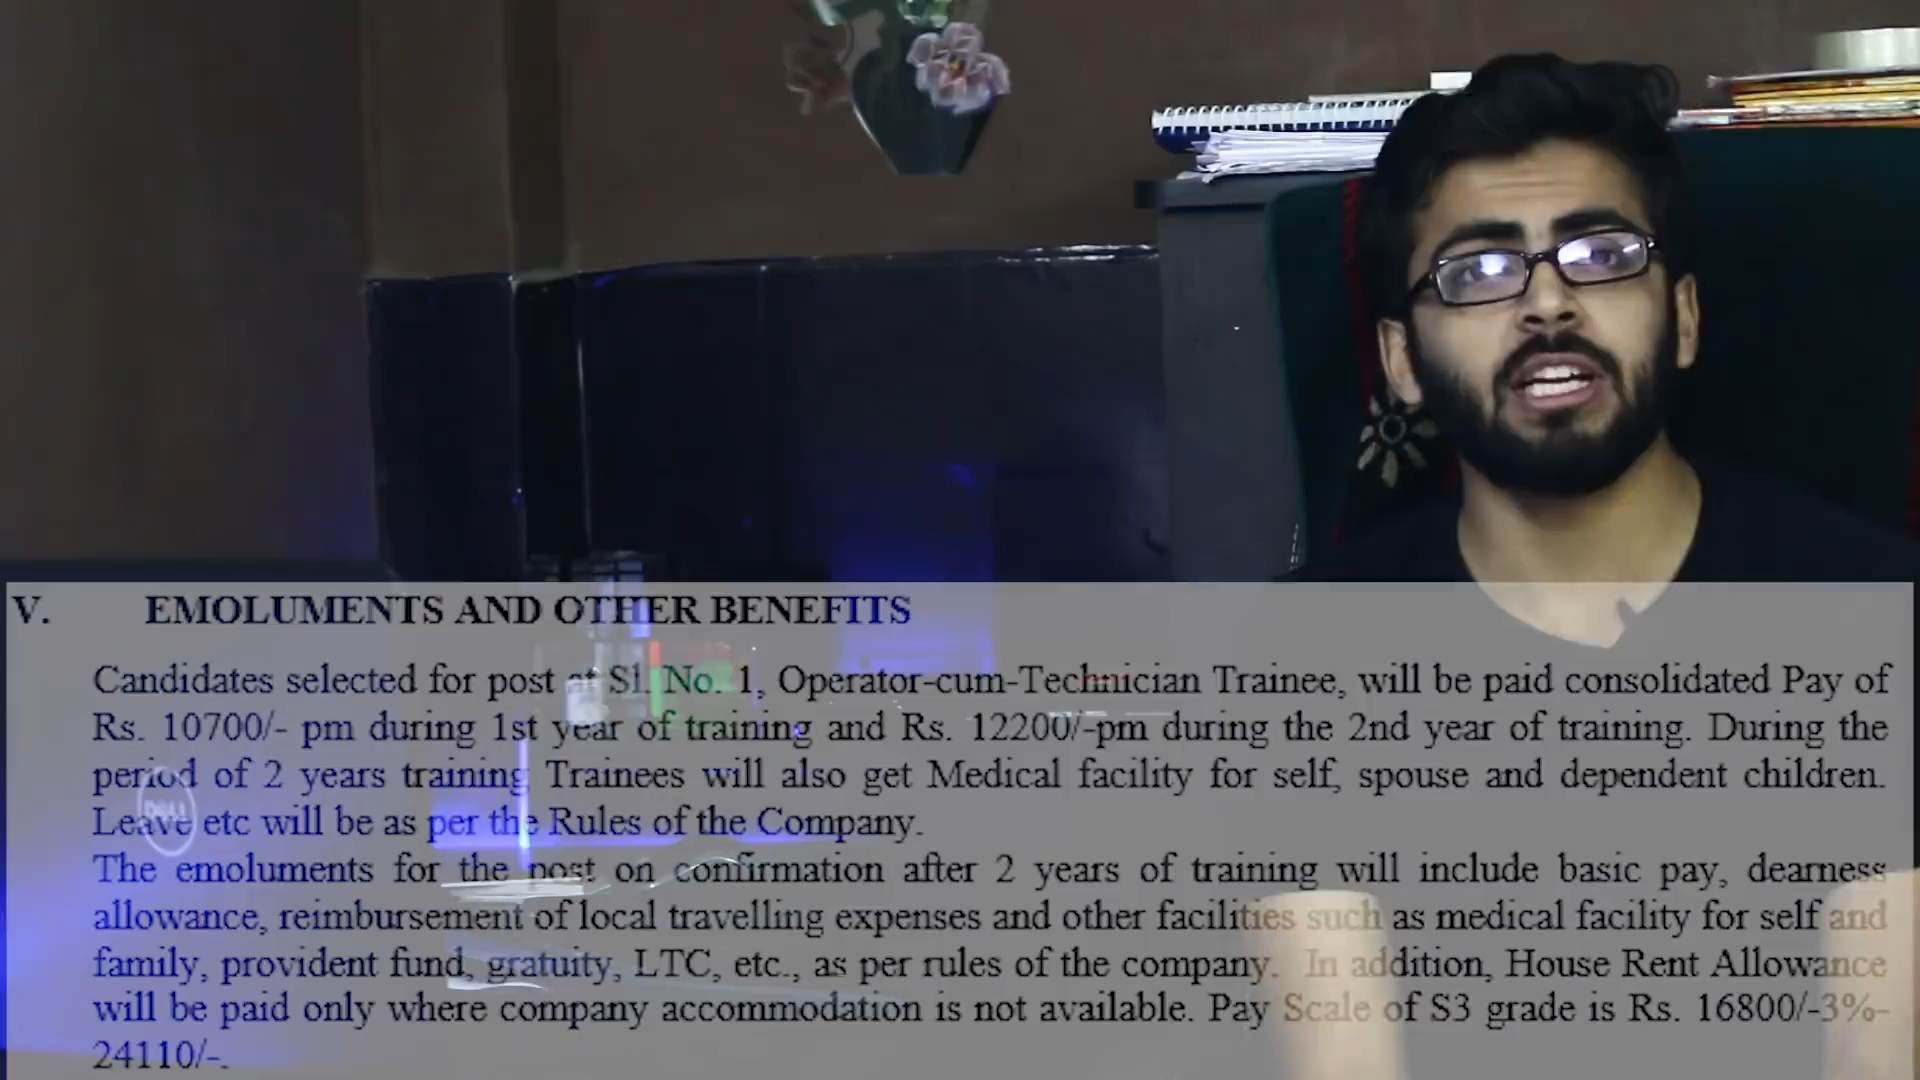 V. EMOLUMENTS AND OTHER BENEFITS
Candidates selected for post at Sl. No. 1, Operator-cum-Technician Trainee, will be paid consolidated Pay of
Rs. 10700/- pm during 1st year of training and Rs. 12200/-pm during the 2nd year of training. During the
period of 2 years training Trainees will also get Medical facility for self, spouse and dependent children.
Leave etc will be as per the Rules of the Company.
The emoluments for the post on confirmation after 2 years of training will include basic pay, dearness
allowance, reimbursement of local travelling expenses and other facilities such as medical facility for self and
family, provident fund, gratuity, LTC, etc., as per rules of the company. In addition, House Rent Allowance
will be paid only where company accommodation is not available. Pay Scale of S3 grade is Rs. 16800/-3%-
24110/-.
DELL